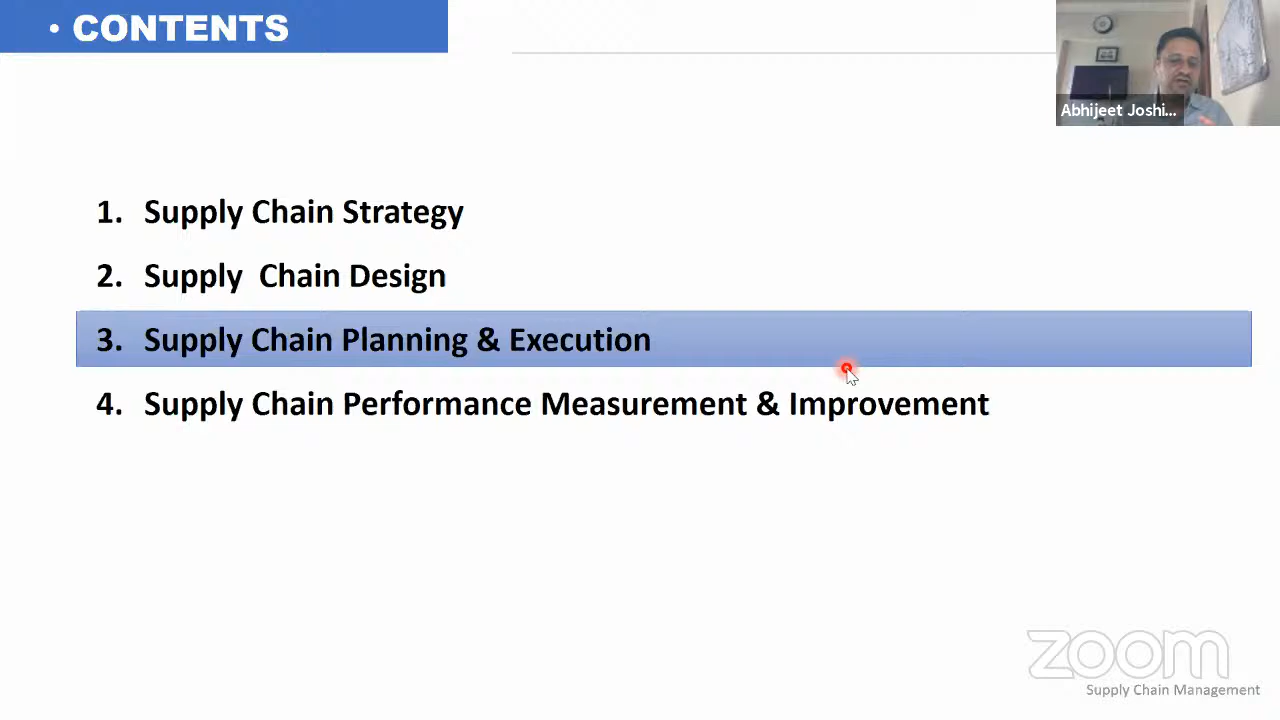 • CONTENTS
Abhijeet Joshi...
1. Supply Chain Strategy
2. Supply  Chain Design
3. Supply Chain Planning & Execution
4. Supply Chain Performance Measurement & Improvement
zoom
Supply Chain Management